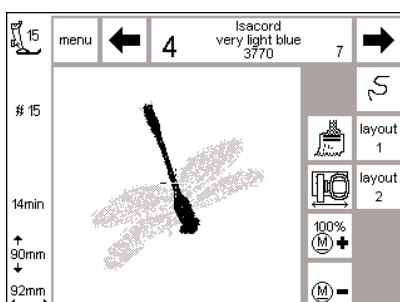 15
menu
4
Isacord
very light blue
3770
7
# 15
layout
1
layout
2
14min
100%
M +
90mm
M -
92mm